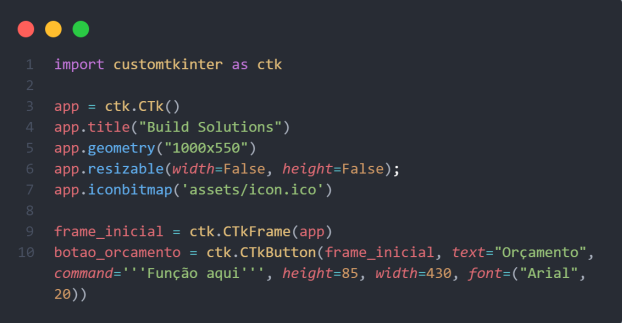 1 import customtkinter as ctk
2
3 app = ctk.CTk()
4 app.title("Build Solutions")
5 app.geometry("1000x550")
6 app.resizable(width=False, height=False);
7 app.iconbitmap('assets/icon.ico')
8
9 frame_inicial = ctk.CTkFrame(app)
10 botao_orcamento = ctk.CTkButton(frame_inicial, text="Orçamento",
command='''Função aqui''', height=85, width=430, font=("Arial",
20))